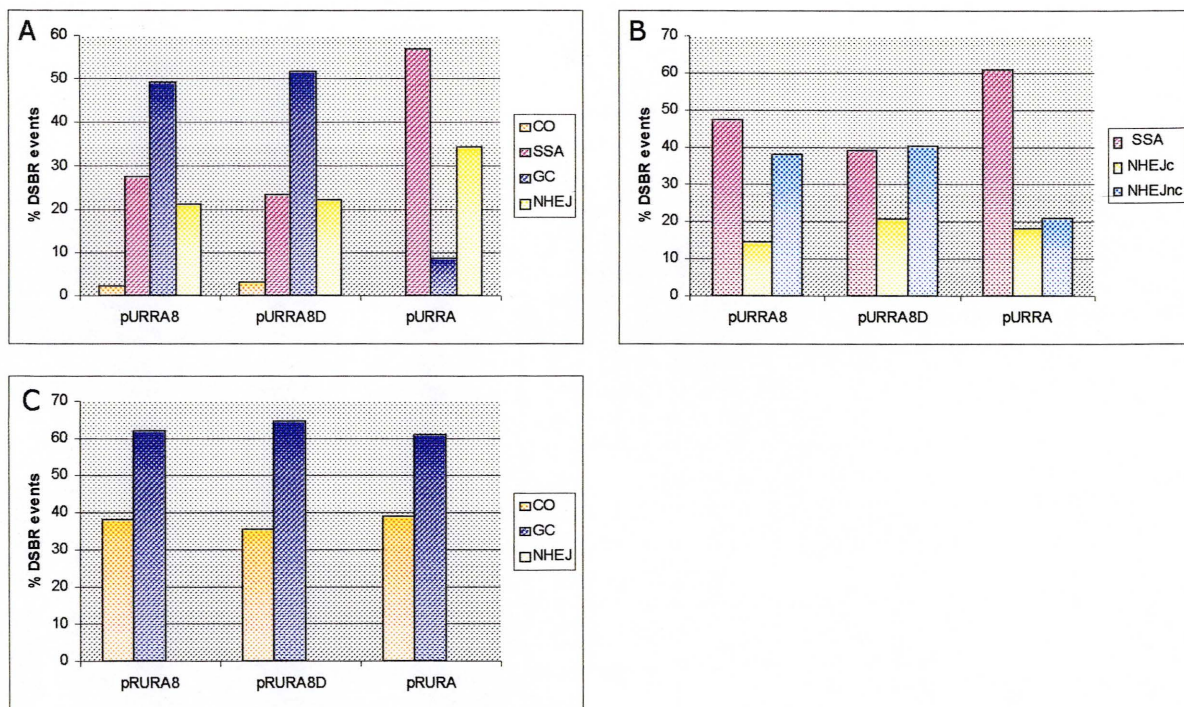 A
% DSBR events
60
50
40
30
20
10
0
pURRA8
pURRA8D
pURRA
CO
SSA
GC
NHEJ
B
% DSBR events
70
60
50
40
30
20
10
0
pURRA8
pURRA8D
pURRA
SSA
NHEJc
NHEJnc
C
% DSBR events
70
60
50
40
30
20
10
0
pRURA8
pRURA8D
pRURA
CO
GC
NHEJ